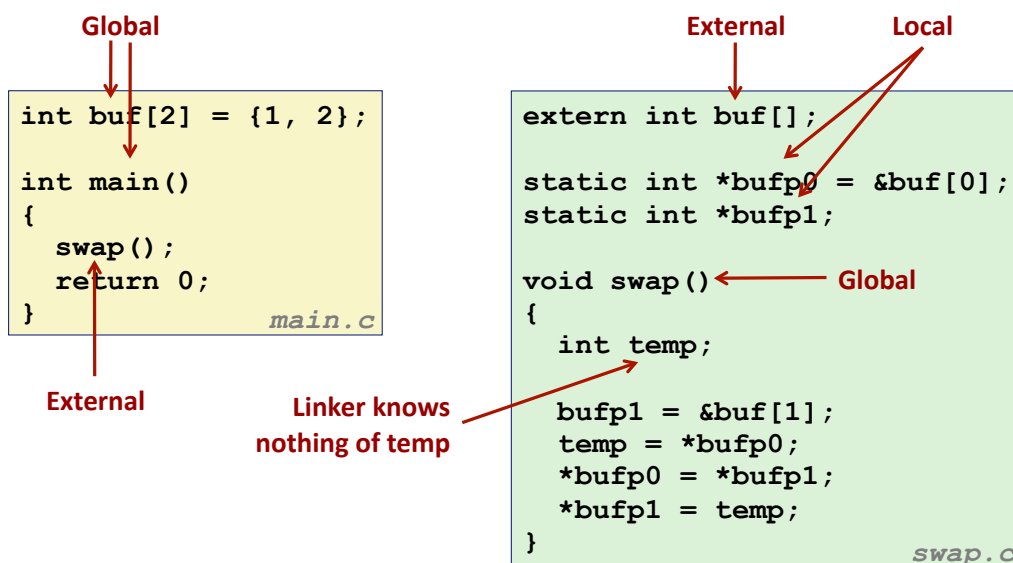 Global
int buf[2] = {1, 2};
int main()
{
  swap();
  return 0;
}
main.c
External
External
Local
extern int buf[];
static int *bufp0 = &buf[0];
static int *bufp1;
void swap()
Global
{
  int temp;
Linker knows
nothing of temp
  bufp1 = &buf[1];
  temp = *bufp0;
  *bufp0 = *bufp1;
  *bufp1 = temp;
}
swap.c